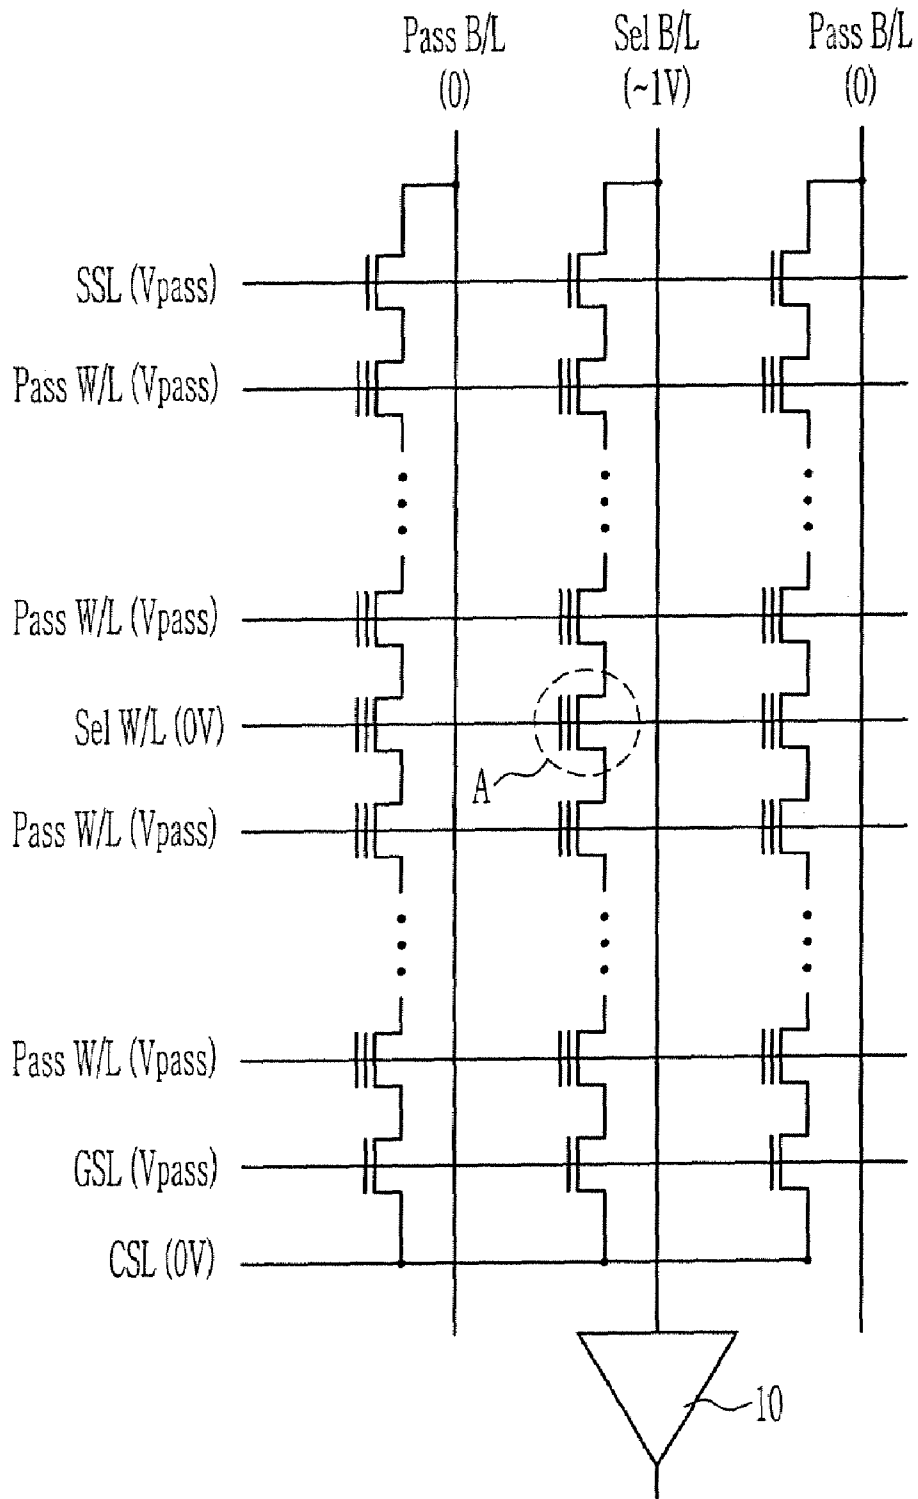 Pass B/L
(0)
Sel B/L
(~1V)
Pass B/L
(0)
SSL (Vpass)
Pass W/L (Vpass)
Pass W/L (Vpass)
Sel W/L (0V)
A
Pass W/L (Vpass)
Pass W/L (Vpass)
GSL (Vpass)
CSL (0V)
10